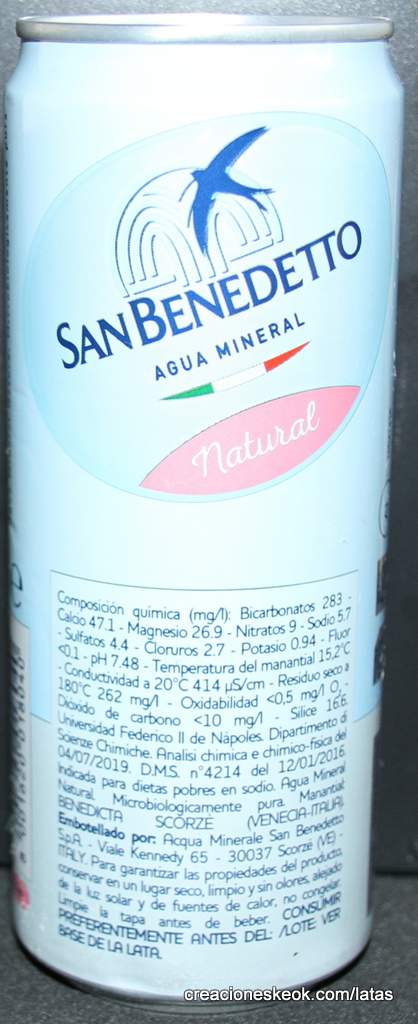 SAN BENEDETTO
AGUA MINERAL
Natural
Composición química (mg/l): Bicarbonatos 283 -
Calcio 47.1 - Magnesio 26.9 - Nitratos 9 - Sodio 5.7
- Sulfatos 4.4 - Cloruros 2.7 - Potasio 0.94 - Fluor
<0.1 - pH 7.48 - Temperatura del manantial 15,2°C
- Conductividad a 20°C 414 µS/cm - Residuo seco a
180°C 262 mg/l - Oxidabilidad <0,5 mg/l O₂ -
Dióxido de carbono <10 mg/l - Silice 16.6.
Universidad Federico II de Nápoles. Dipartimento di
Scienze Chimiche. Analisi chimica e chimico-fisica del
04/07/2019. D.M.S. n°4214 del 12/01/2016.
Indicada para dietas pobres en sodio. Agua Mineral
Natural. Microbiologicamente pura. Manantial:
BENEDICTA SCORZÈ (VENECIA-ITALIA).
Embotellado por: Acqua Minerale San Benedetto
S.p.A. - Viale Kennedy 65 - 30037 Scorzè (VE) -
ITALY. Para garantizar las propiedades del producto,
conservar en un lugar seco, limpio y sin olores, alejado
de la luz solar y de fuentes de calor, no congelar.
Limpie la tapa antes de beber. CONSUMIR
PREFERENTEMENTE ANTES DEL: /LOTE: VER
BASE DE LA LATA.
creacioneskeok.com/latas